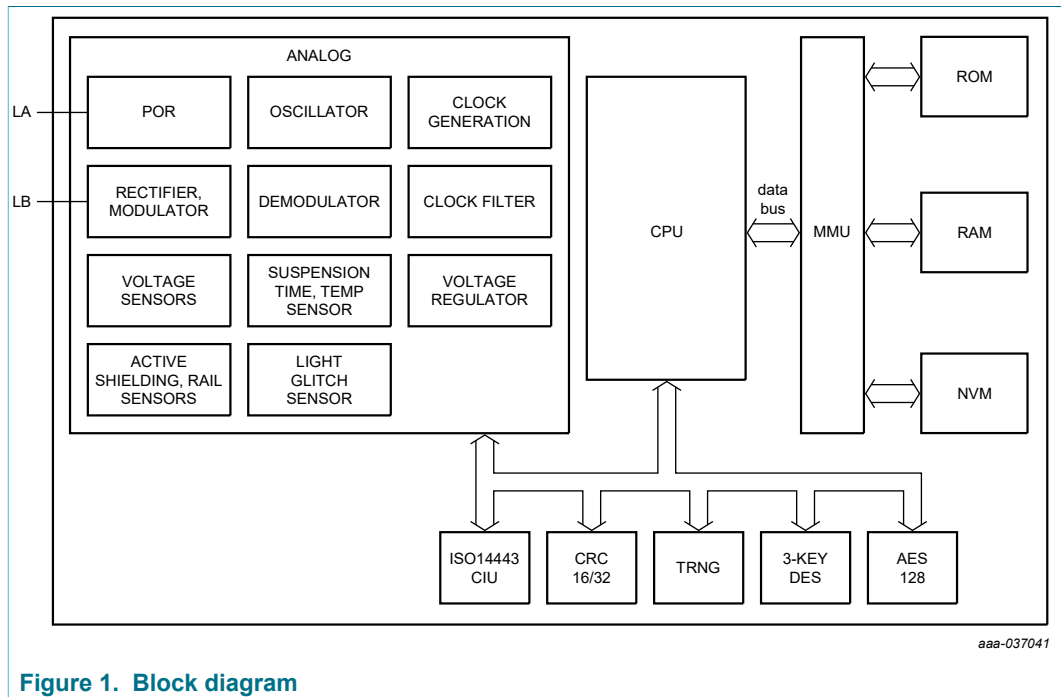 ANALOG
LA
POR
OSCILLATOR
CLOCK
GENERATION
LB
RECTIFIER,
MODULATOR
DEMODULATOR
CLOCK FILTER
VOLTAGE
SENSORS
SUSPENSION
TIME, TEMP
SENSOR
VOLTAGE
REGULATOR
ACTIVE
SHIELDING, RAIL
SENSORS
LIGHT
GLITCH
SENSOR
CPU
data
bus
MMU
ROM
RAM
NVM
ISO14443
CIU
CRC
16/32
TRNG
3-KEY
DES
AES
128
aaa-037041
Figure 1. Block diagram